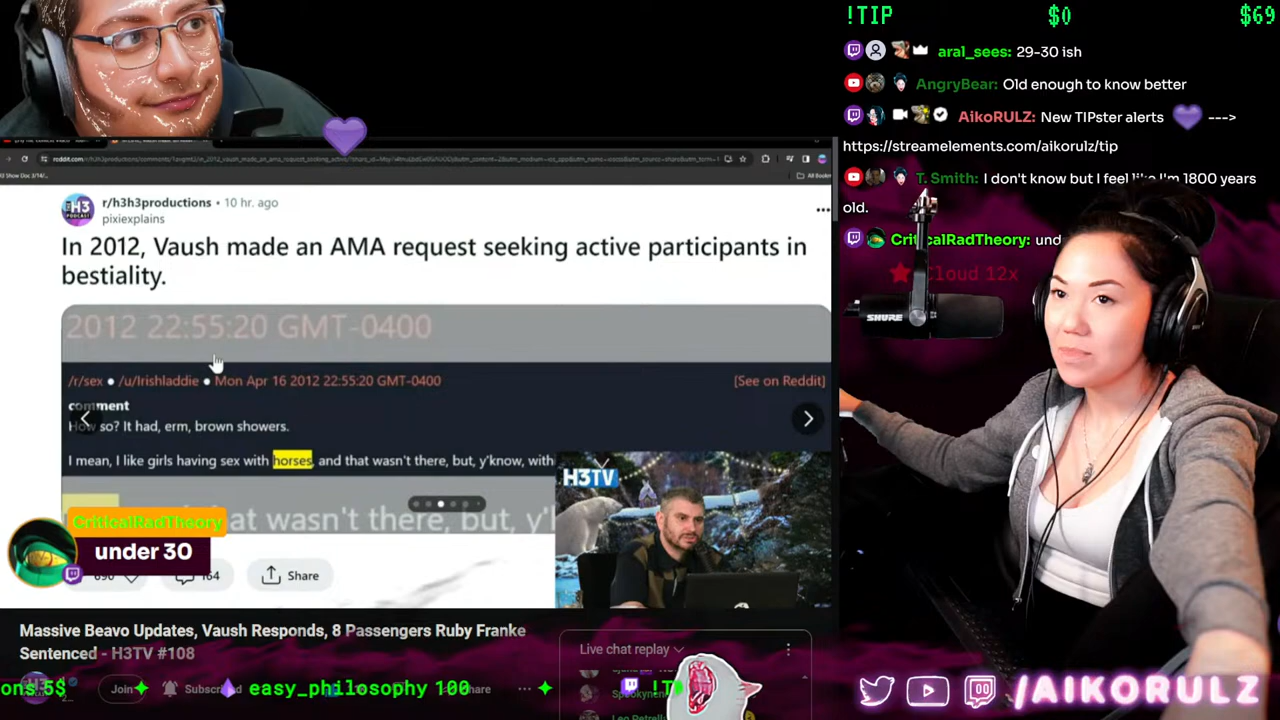 !TIP
$0
$69
aral_sees: 29-30 ish
AngryBear: Old enough to know better
AikoRULZ: New TIPster alerts --->
https://streamelements.com/aikorulz/tip
T. Smith: I don't know but I feel like I'm 1800 years
old.
CriticalRadTheory: und
Cloud 12x
SHURE
r/h3h3productions • 10 hr. ago
pixiexplains
In 2012, Vaush made an AMA request seeking active participants in
bestiality.
2012 22:55:20 GMT-0400
/r/sex ● /u/Irishladdie ● Mon Apr 16 2012 22:55:20 GMT-0400
[See on Reddit]
comment
How so? It had, erm, brown showers.
I mean, I like girls having sex with horses, and that wasn't there, but, y'know, with
at wasn't there, but, y'
H3TV
CriticalRadTheory
under 30
Share
Massive Beavo Updates, Vaush Responds, 8 Passengers Ruby Franke
Sentenced - H3TV #108
Live chat replay
ons 5$
Join
easy_philosophy 100
!T
/AIKORULZ